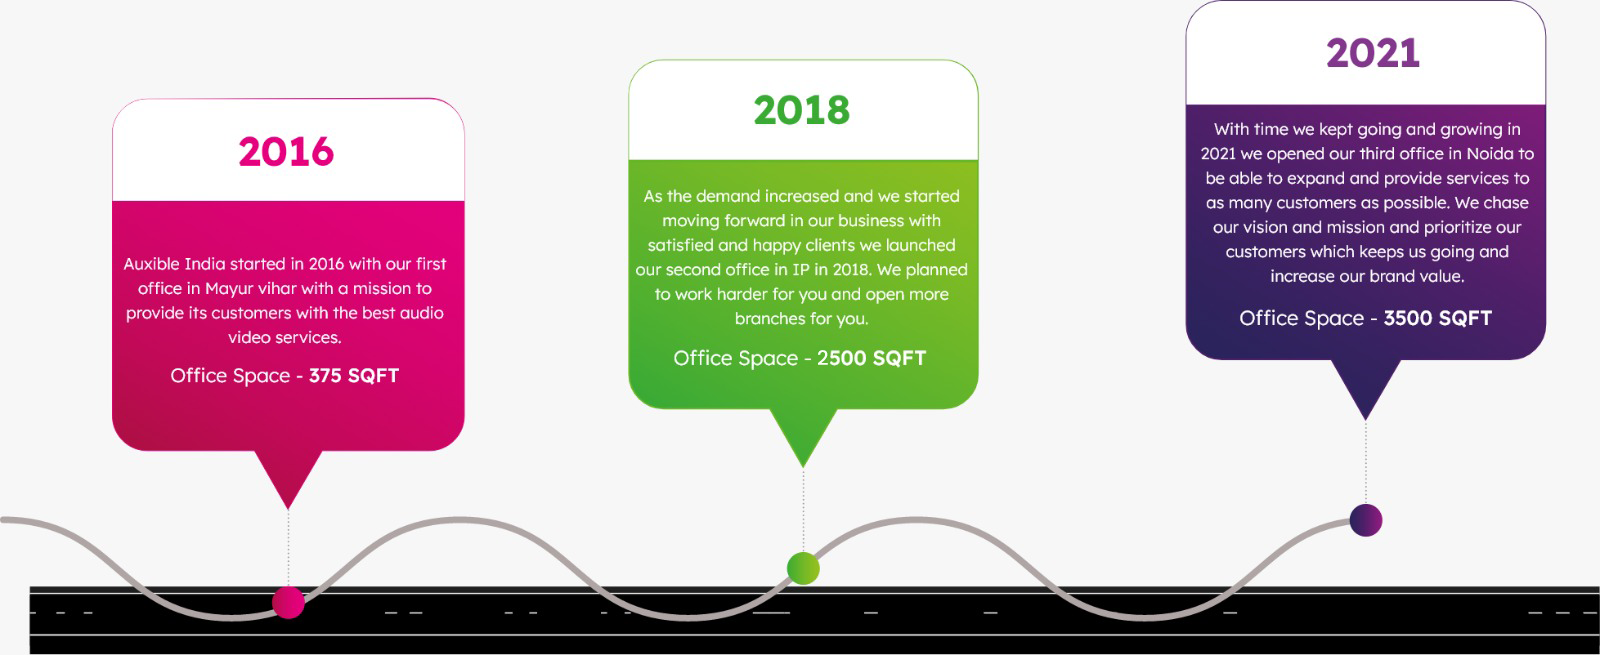 2016
Auxible India started in 2016 with our first
office in Mayur vihar with a mission to
provide its customers with the best audio
video services.
Office Space - 375 SQFT
2018
As the demand increased and we started
moving forward in our business with
satisfied and happy clients we launched
our second office in IP in 2018. We planned
to work harder for you and open more
branches for you.
Office Space - 2500 SQFT
2021
With time we kept going and growing in
2021 we opened our third office in Noida to
be able to expand and provide services to
as many customers as possible. We chase
our vision and mission and prioritize our
customers which keeps us going and
increase our brand value.
Office Space - 3500 SQFT